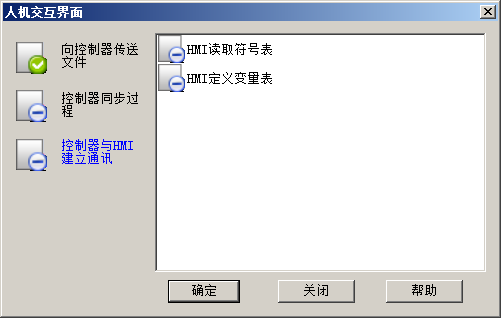 人机交互界面
向控制器传送
文件
控制器同步过
程
控制器与HMI
建立通讯
HMI读取符号表
HMI定义变量表
确定
关闭
帮助